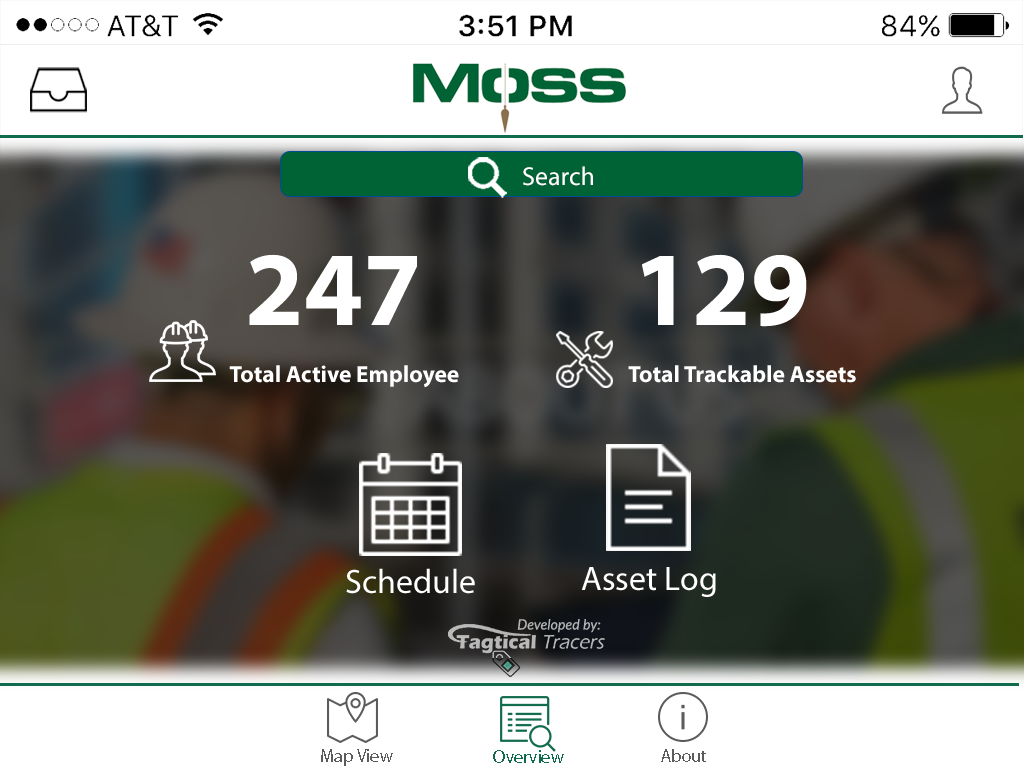 AT&T 3:51 PM 84%
Moss
Search
247 129
Total Active Employee Total Trackable Assets
Schedule Asset Log
Developed by:
Tagtical Tracers
Map View Overview About